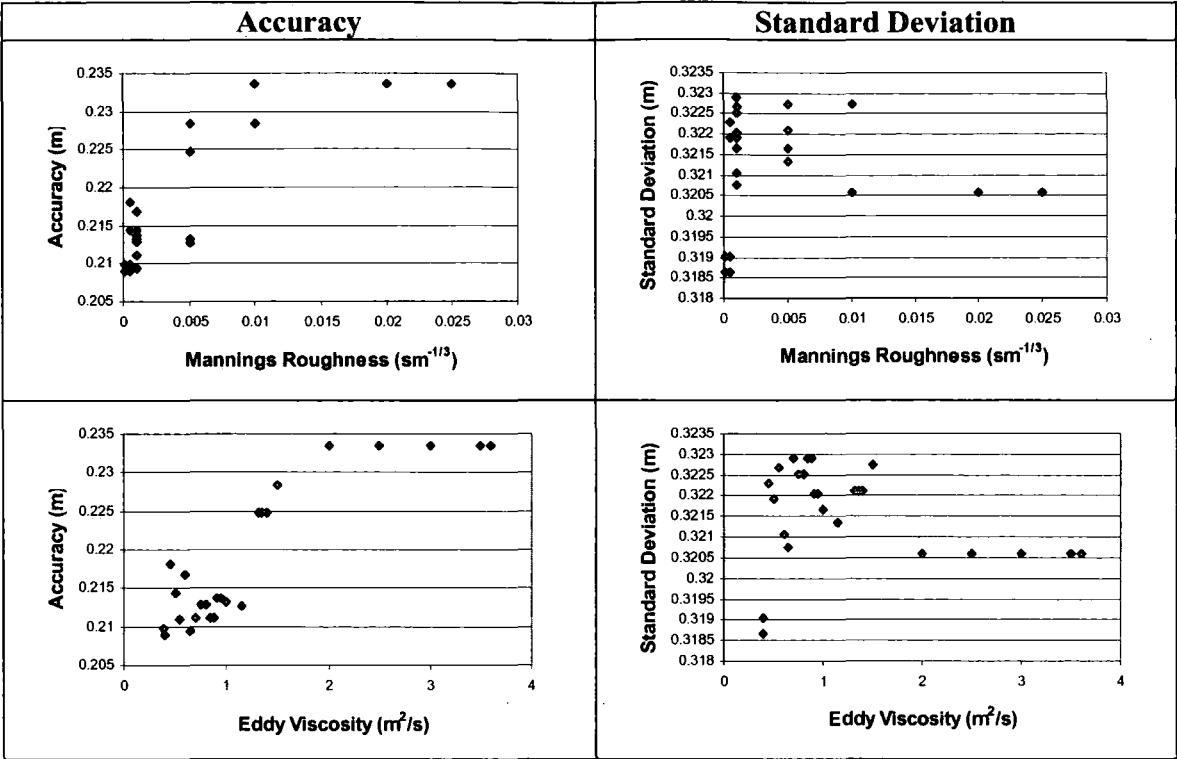 Accuracy
Standard Deviation
Accuracy (m)
0.235
0.23
0.225
0.22
0.215
0.21
0.205
0 0.005 0.01 0.015 0.02 0.025 0.03
Mannings Roughness (sm-1/3)
Standard Deviation (m)
0.3235
0.323
0.3225
0.322
0.3215
0.321
0.3205
0.32
0.3195
0.319
0.3185
0.318
0 0.005 0.01 0.015 0.02 0.025 0.03
Mannings Roughness (sm-1/3)
Accuracy (m)
0.235
0.23
0.225
0.22
0.215
0.21
0.205
0 1 2 3 4
Eddy Viscosity (m2/s)
Standard Deviation (m)
0.3235
0.323
0.3225
0.322
0.3215
0.321
0.3205
0.32
0.3195
0.319
0.3185
0.318
0 1 2 3 4
Eddy Viscosity (m2/s)